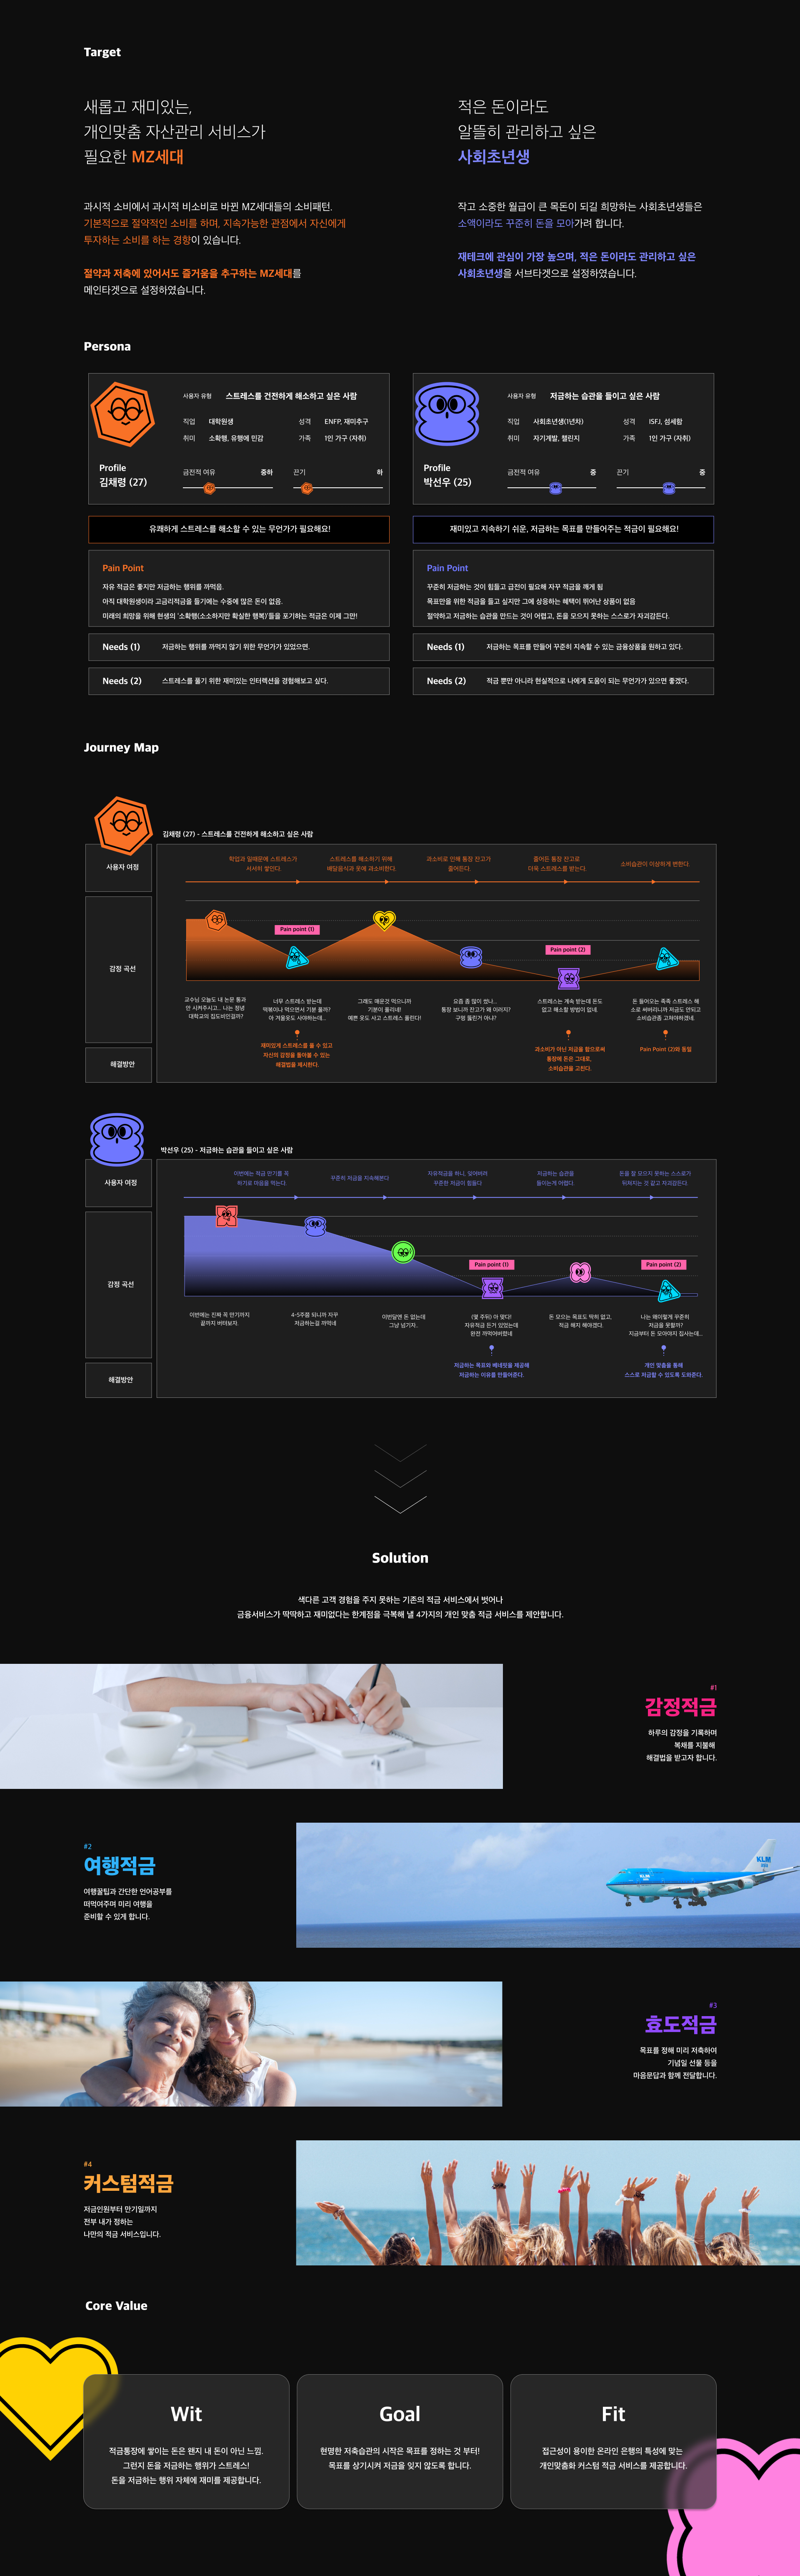 Target
새롭고 재미있는,
개인맞춤 자산관리 서비스가
필요한 MZ세대
과시적 소비에서 과시적 비소비로 바뀐 MZ세대들의 소비패턴.
기본적으로 절약적인 소비를 하며, 지속가능한 관점에서 자신에게
투자하는 소비를 하는 경향이 있습니다.
절약과 저축에 있어서도 즐거움을 추구하는 MZ세대를
메인타겟으로 설정하였습니다.
적은 돈이라도
알뜰히 관리하고 싶은
사회초년생
작고 소중한 월급이 큰 목돈이 되길 희망하는 사회초년생들은
소액이라도 꾸준히 돈을 모아가려 합니다.
재테크에 관심이 가장 높으며, 적은 돈이라도 관리하고 싶은
사회초년생을 서브타겟으로 설정하였습니다.
Persona
사용자 유형 스트레스를 건전하게 해소하고 싶은 사람
직업 대학원생 성격 ENFP, 재미추구
취미 소확행, 유행에 민감 가족 1인 가구 (자취)
Profile
김채령 (27)
금전적 여유 중하 끈기 하
유쾌하게 스트레스를 해소할 수 있는 무언가가 필요해요!
Pain Point
자유 적금은 좋지만 저금하는 행위를 까먹음.
아직 대학원생이라 고금리적금을 들기에는 수중에 많은 돈이 없음.
미래의 희망을 위해 현생의 '소확행(소소하지만 확실한 행복)'들을 포기하는 적금은 이제 그만!
Needs (1) 저금하는 행위를 까먹지 않기 위한 무언가가 있었으면.
Needs (2) 스트레스를 풀기 위한 재미있는 인터렉션을 경험해보고 싶다.
사용자 유형 저금하는 습관을 들이고 싶은 사람
직업 사회초년생(1년차) 성격 ISFJ, 섬세함
취미 자기계발, 챌린지 가족 1인 가구 (자취)
Profile
박선우 (25)
금전적 여유 중 끈기 중
재미있고 지속하기 쉬운, 저금하는 목표를 만들어주는 적금이 필요해요!
Pain Point
꾸준히 저금하는 것이 힘들고 급전이 필요해 자꾸 적금을 깨게 됨
목표만을 위한 적금을 들고 싶지만 그에 상응하는 혜택이 뛰어난 상품이 없음
절약하고 저금하는 습관을 만드는 것이 어렵고, 돈을 모으지 못하는 스스로가 자괴감든다.
Needs (1) 저금하는 목표를 만들어 꾸준히 지속할 수 있는 금융상품을 원하고 있다.
Needs (2) 적금 뿐만 아니라 현실적으로 나에게 도움이 되는 무언가가 있으면 좋겠다.
Journey Map
김채령 (27) - 스트레스를 건전하게 해소하고 싶은 사람
사용자 여정
학업과 일때문에 스트레스가
서서히 쌓인다.
스트레스를 해소하기 위해
배달음식과 옷에 과소비한다.
과소비로 인해 통장 잔고가
줄어든다.
줄어든 통장 잔고로
더욱 스트레스를 받는다.
소비습관이 이상하게 변한다.
감정 곡선
Pain point (1)
Pain point (2)
교수님 오늘도 내 논문 통과
안 시켜주시고... 나는 정녕
대학교의 집도비인걸까?
너무 스트레스 받는데
떡볶이나 먹으면서 기분 풀까?
아 겨울옷도 사야하는데...
그래도 매운것 먹으니까
기분이 풀리네!
예쁜 옷도 사고 스트레스 풀린다!
요즘 좀 많이 썼나...
통장 보니까 잔고가 왜 이러지?
구멍 뚫린거 아냐?
스트레스는 계속 받는데 돈도
없고 해소할 방법이 없네.
돈 들어오는 족족 스트레스 해
소로 써버리니까 저금도 안되고
소비습관좀 고쳐야하겠네.
해결방안
재미있게 스트레스를 풀 수 있고
자신의 감정을 돌아볼 수 있는
해결법을 제시한다.
과소비가 아닌 저금을 함으로써
통장에 돈은 그대로,
소비습관을 고친다.
Pain Point (2)와 동일
박선우 (25) - 저금하는 습관을 들이고 싶은 사람
사용자 여정
이번에는 적금 만기를 꼭
하기로 마음을 먹는다.
꾸준히 저금을 지속해한다
자유적금을 하니, 잊어버려
꾸준한 저금이 힘들다
저금하는 습관을
들이는게 어렵다.
돈을 잘 모으지 못하는 스스로가
뒤쳐지는 것 같고 자괴감든다.
감정 곡선
Pain point (1)
Pain point (2)
이번에는 진짜 꼭 만기까지
끝까지 버텨보자.
4-5주쯤 되니까 자꾸
저금하는걸 까먹네
이번달엔 돈 없는데
그냥 넘기자.
(몇 주뒤) 아 맞다!
자유적금 든거 있었는데
완전 까먹어버렸네
돈 모으는 목표도 딱히 없고,
적금 해지 해야겠다.
나는 왜이렇게 꾸준히
저금을 못할까?
지금부터 돈 모아야지 집사는데...
해결방안
저금하는 목표와 베네핏을 제공해
저금하는 이유를 만들어준다.
개인 맞춤을 통해
스스로 저금할 수 있도록 도와준다.
Solution
색다른 고객 경험을 주지 못하는 기존의 적금 서비스에서 벗어나
금융서비스가 딱딱하고 재미없다는 한계점을 극복해 낼 4가지의 개인 맞춤 적금 서비스를 제안합니다.
#1
감정적금
하루의 감정을 기록하며
복채를 지불해
해결법을 받고자 합니다.
#2
여행적금
여행꿀팁과 간단한 언어공부를
떠먹여주며 미리 여행을
준비할 수 있게 합니다.
KLM
KLM
#3
효도적금
목표를 정해 미리 저축하여
기념일 선물 등을
마음문답과 함께 전달합니다.
#4
커스텀적금
저금인원부터 만기일까지
전부 내가 정하는
나만의 적금 서비스입니다.
Core Value
Wit
적금통장에 쌓이는 돈은 왠지 내 돈이 아닌 느낌.
그런지 돈을 저금하는 행위가 스트레스!
돈을 저금하는 행위 자체에 재미를 제공합니다.
Goal
현명한 저축습관의 시작은 목표를 정하는 것 부터!
목표를 상기시켜 저금을 잊지 않도록 합니다.
Fit
접근성이 용이한 온라인 은행의 특성에 맞는
개인맞춤화 커스텀 적금 서비스를 제공합니다.